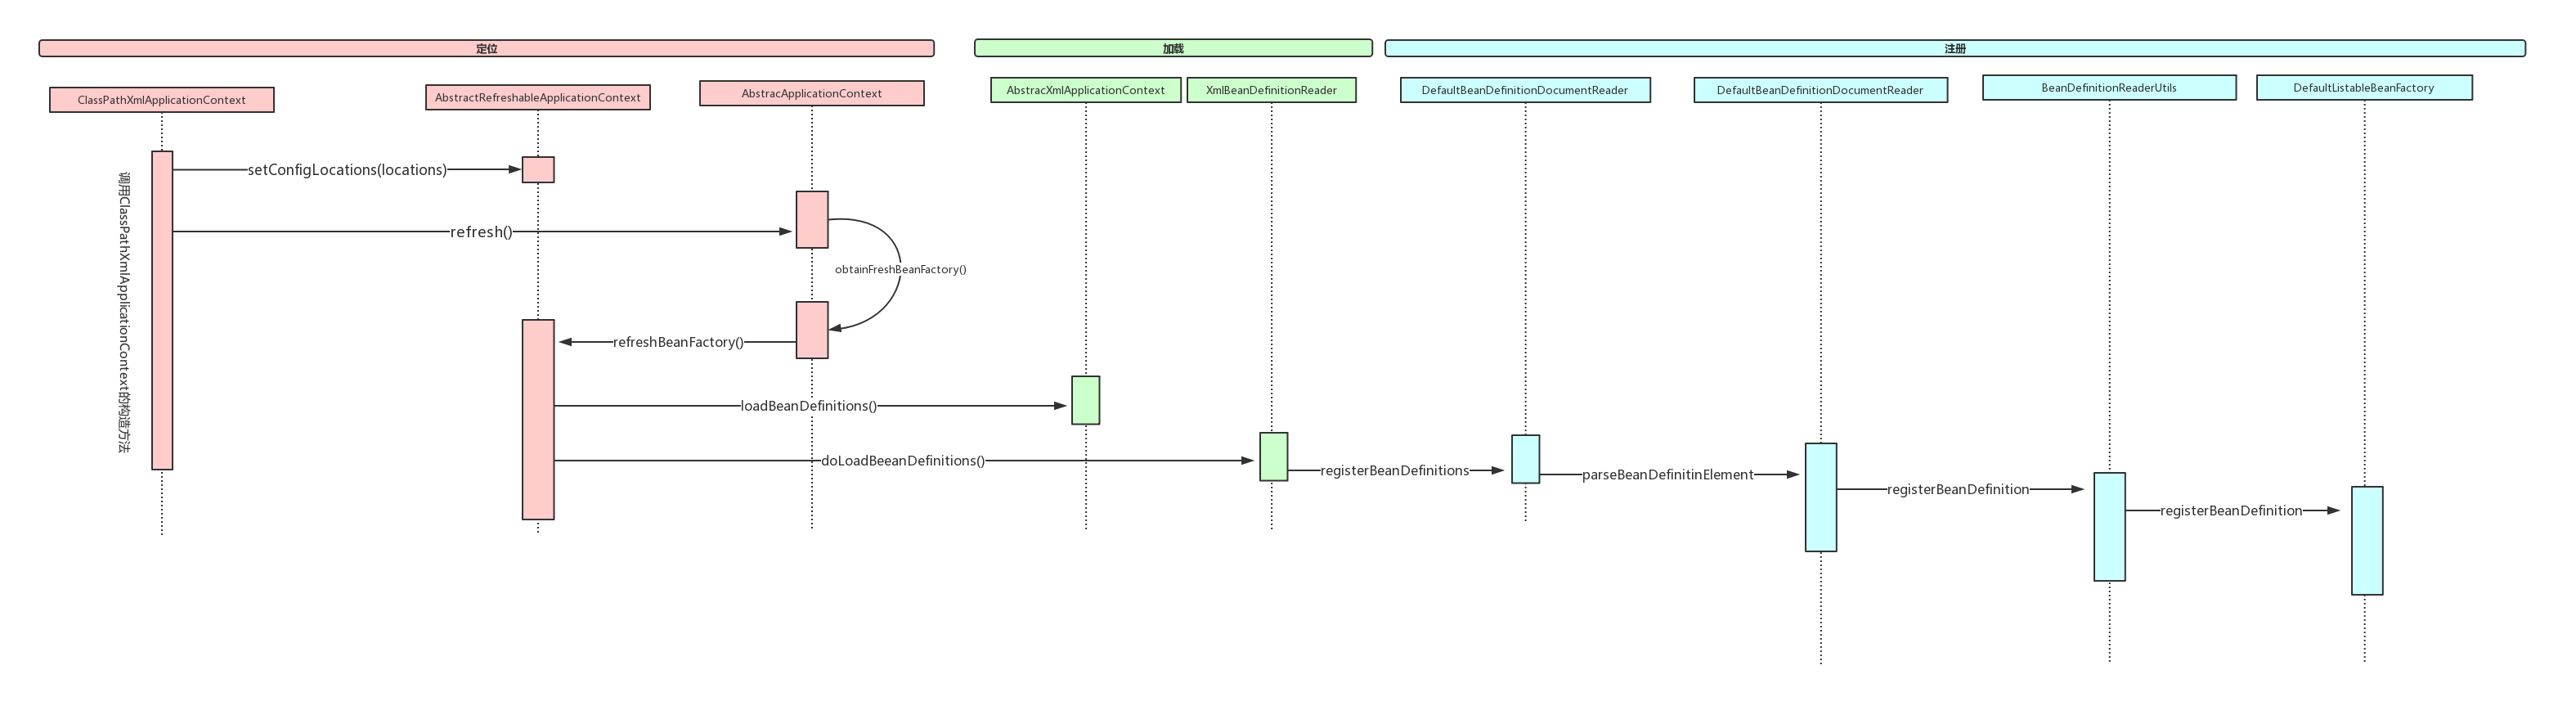 定位
加载
注册
ClassPathXmlApplicationContext
AbstractRefreshableApplicationContext
AbstracApplicationContext
AbstracXmlApplicationContext
XmlBeanDefinitionReader
DefaultBeanDefinitionDocumentReader
DefaultBeanDefinitionDocumentReader
BeanDefinitionReaderUtils
DefaultListableBeanFactory
调用ClassPathXmlApplicationContext的构造方法
setConfigLocations(locations)
refresh()
obtainFreshBeanFactory()
refreshBeanFactory()
loadBeanDefinitions()
doLoadBeeanDefinitions()
registerBeanDefinitions
parseBeanDefinitinElement
registerBeanDefinition
registerBeanDefinition